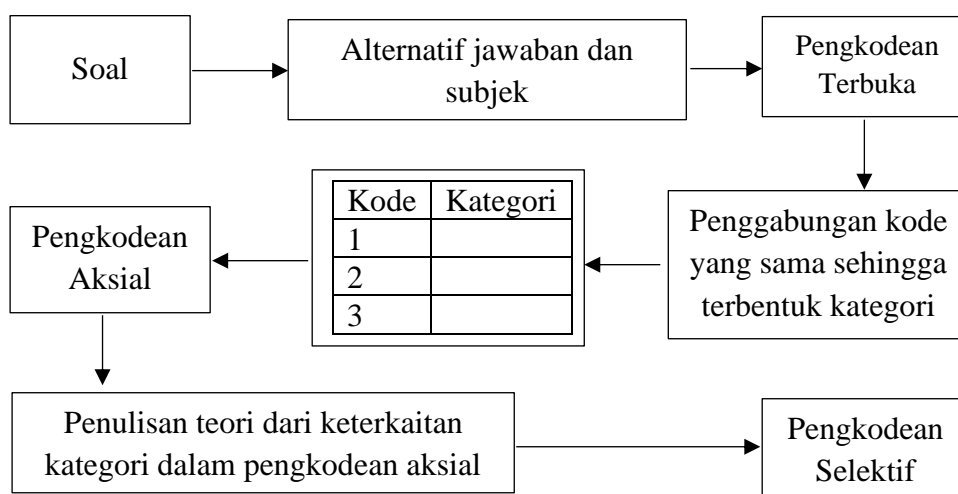 Soal
Alternatif jawaban dan
subjek
Pengkodean
Terbuka
Penggabungan kode
yang sama sehingga
terbentuk kategori
Kode Kategori
1
2
3
Pengkodean
Aksial
Penulisan teori dari keterkaitan
kategori dalam pengkodean aksial
Pengkodean
Selektif